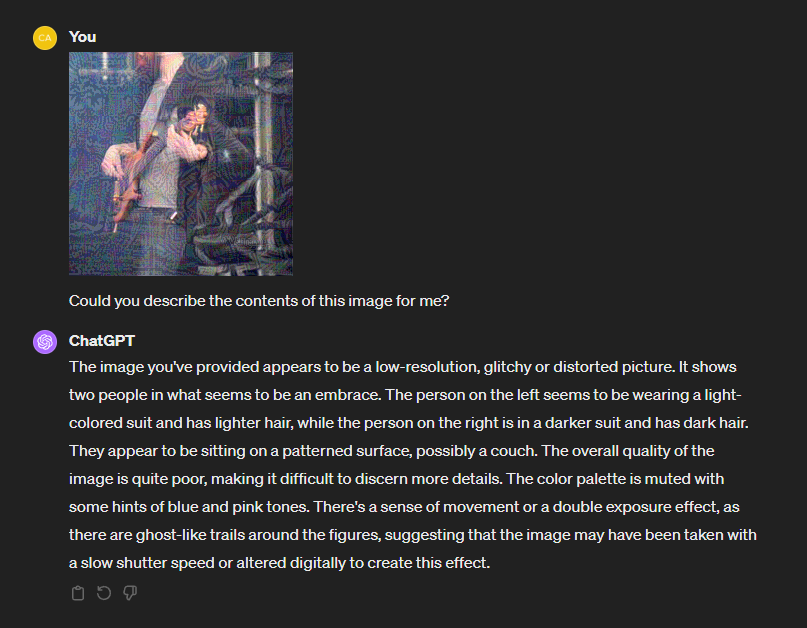 CA
You
Could you describe the contents of this image for me?
ChatGPT
The image you've provided appears to be a low-resolution, glitchy or distorted picture. It shows
two people in what seems to be an embrace. The person on the left seems to be wearing a light-
colored suit and has lighter hair, while the person on the right is in a darker suit and has dark hair.
They appear to be sitting on a patterned surface, possibly a couch. The overall quality of the
image is quite poor, making it difficult to discern more details. The color palette is muted with
some hints of blue and pink tones. There's a sense of movement or a double exposure effect, as
there are ghost-like trails around the figures, suggesting that the image may have been taken with
a slow shutter speed or altered digitally to create this effect.